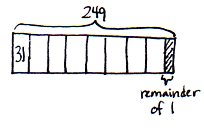 249
31
remainder
of 1